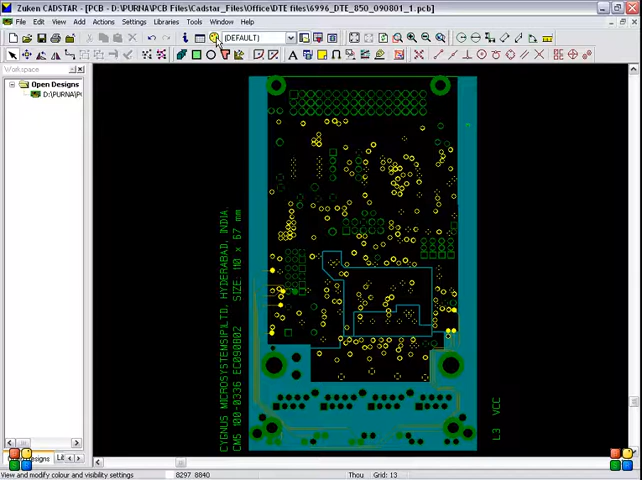 Zuken CADSTAR - [PCB - D:\PURNA\PCB Files\Cadstar_Files\Office\DTE files\6996_DTE_850_090801_1.pcb]
File Edit View Add Actions Settings Tools Libraries Window Help
(DEFAULT)
Workspace
Open Designs
D:\PURNA\P
CYGNUS MICROSYSTEMS(P)LTD, HYDERABAD, INDIA.
CMS 100-0336 EC090802 SIZE 110 x 67 mm
L3 VCC
View and modify colour and visibility settings
8297 8840
Thou
Grid: 13